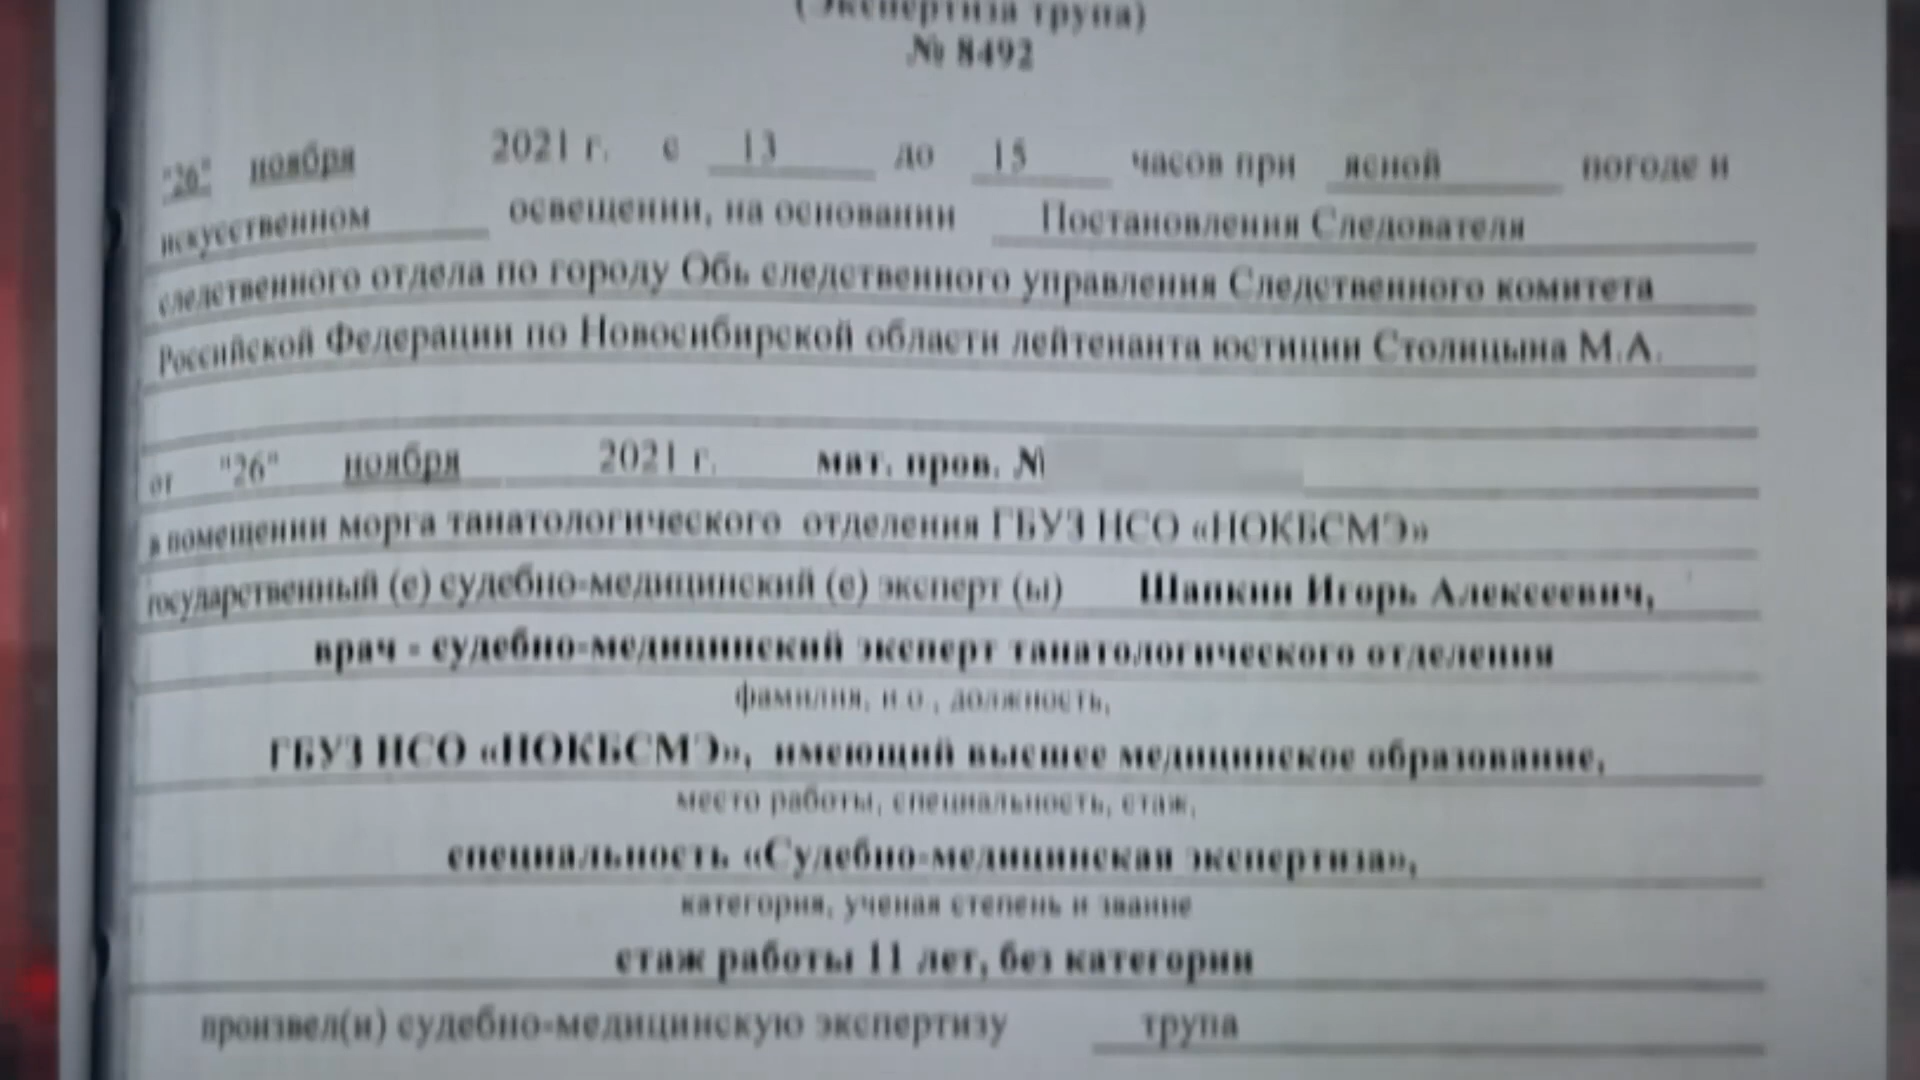 (Экспертиза трупа)
№ 8492
"26" ноября 2021 г. с 13 до 15 часов при ясной погоде и
искусственном освещении, на основании Постановления Следователя
следственного отдела по городу Обь следственного управления Следственного комитета
Российской Федерации по Новосибирской области лейтенанта юстиции Столицына М.А.
от "26" ноября 2021 г. мат. пров. №
в помещении морга танатологического отделения ГБУЗ НСО «НОКБСМЭ»
государственный (е) судебно-медицинский (е) эксперт (ы) Шапкин Игорь Алексеевич,
врач - судебно-медицинский эксперт танатологического отделения
фамилия, и.о., должность,
ГБУЗ НСО «НОКБСМЭ», имеющий высшее медицинское образование,
место работы, специальность, стаж,
специальность «Судебно-медицинская экспертиза»,
категория, ученая степень и звание
стаж работы 11 лет, без категории
произвел(и) судебно-медицинскую экспертизу трупа